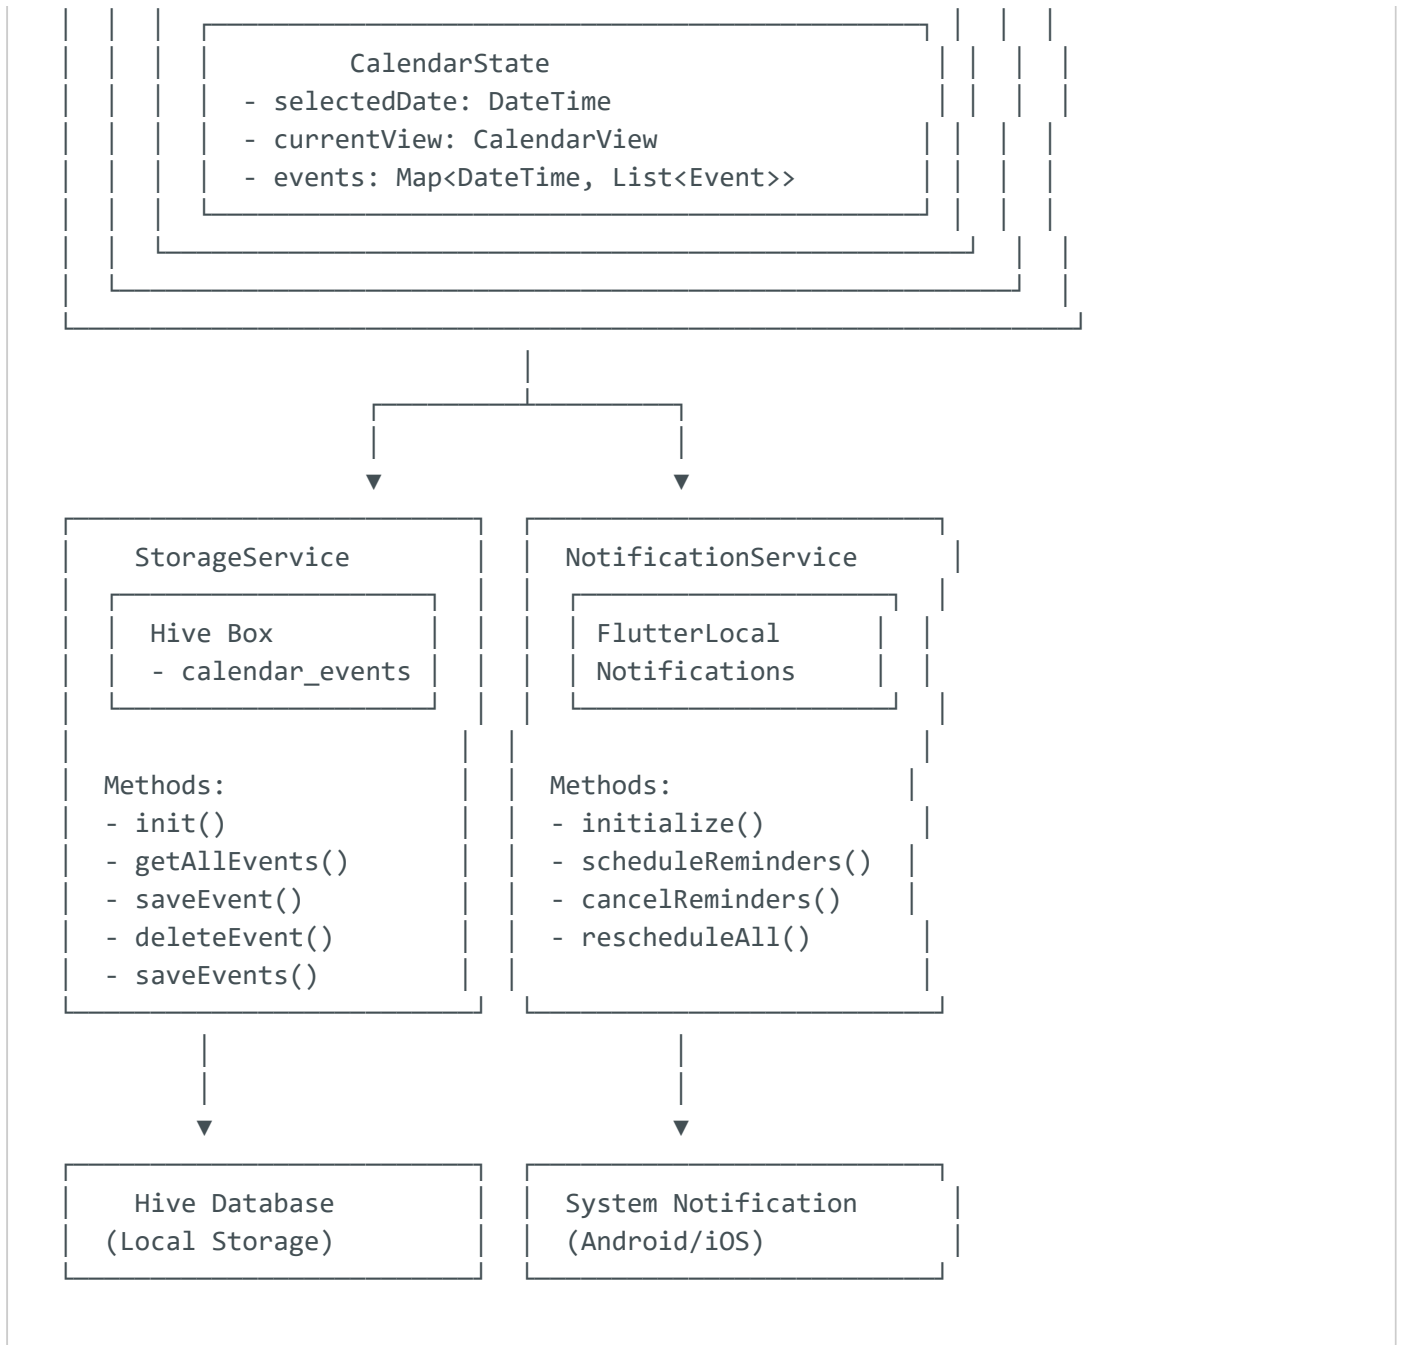 CalendarState
- selectedDate: DateTime
- currentView: CalendarView
- events: Map<DateTime, List<Event>>
StorageService
Hive Box
- calendar_events
Methods:
- init()
- getAllEvents()
- saveEvent()
- deleteEvent()
- saveEvents()
NotificationService
FlutterLocal
Notifications
Methods:
- initialize()
- scheduleReminders()
- cancelReminders()
- rescheduleAll()
Hive Database
(Local Storage)
System Notification
(Android/iOS)